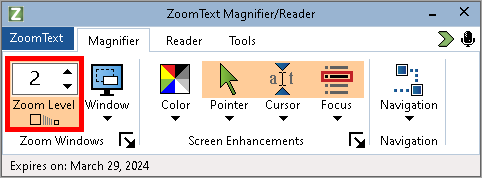 ZoomText Magnifier/Reader
ZoomText Magnifier Reader Tools
2
Zoom Level Window Color Pointer Cursor Focus Navigation
Zoom Windows Screen Enhancements Navigation
Expires on: March 29, 2024